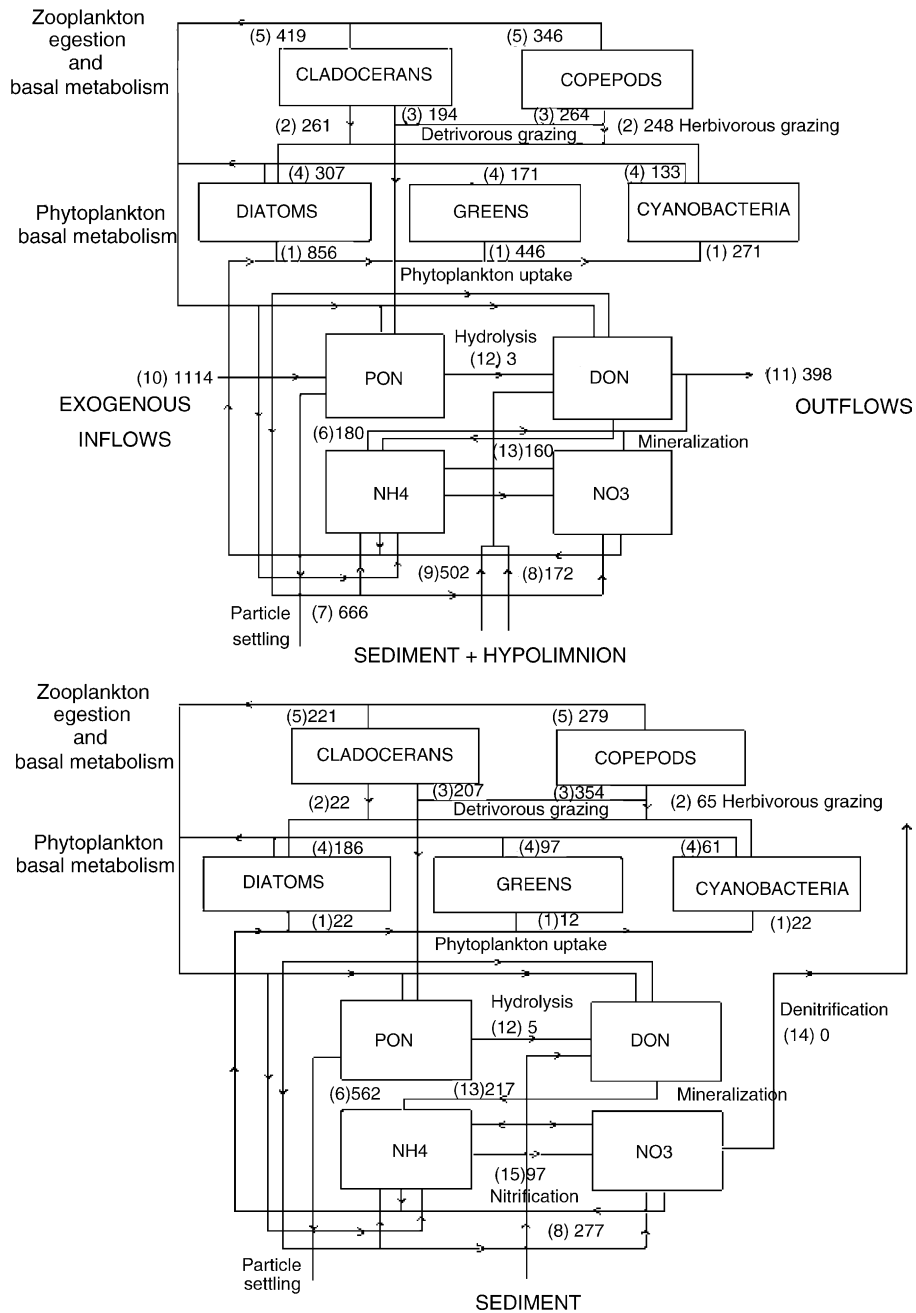 Zooplankton
egestion
and
basal metabolism
(5) 419
(5) 346
CLADOCERANS
COPEPODS
(3) 194
(3) 264
(2) 261
Detrivorous grazing
(2) 248 Herbivorous grazing
(4) 307
(4) 171
(4) 133
Phytoplankton
basal metabolism
DIATOMS
GREENS
CYANOBACTERIA
(1) 856
(1) 446
(1) 271
Phytoplankton uptake
Hydrolysis
(12) 3
(10) 1114
PON
DON
(11) 398
EXOGENOUS
INFLOWS
OUTFLOWS
(6)180
Mineralization
(13)160
NH4
NO3
(9)502
(8)172
Particle
settling
(7) 666
SEDIMENT + HYPOLIMNION
Zooplankton
egestion
and
basal metabolism
(5)221
(5) 279
CLADOCERANS
COPEPODS
(3)207
(3)354
(2)22
Detrivorous grazing
(2) 65 Herbivorous grazing
Phytoplankton
basal metabolism
(4)186
(4)97
(4)61
DIATOMS
GREENS
CYANOBACTERIA
(1)22
(1)12
(1)22
Phytoplankton uptake
Hydrolysis
(12) 5
Denitrification
(14) 0
PON
DON
(6)562
(13)217
Mineralization
NH4
NO3
(15)97
Nitrification
(8) 277
Particle
settling
SEDIMENT